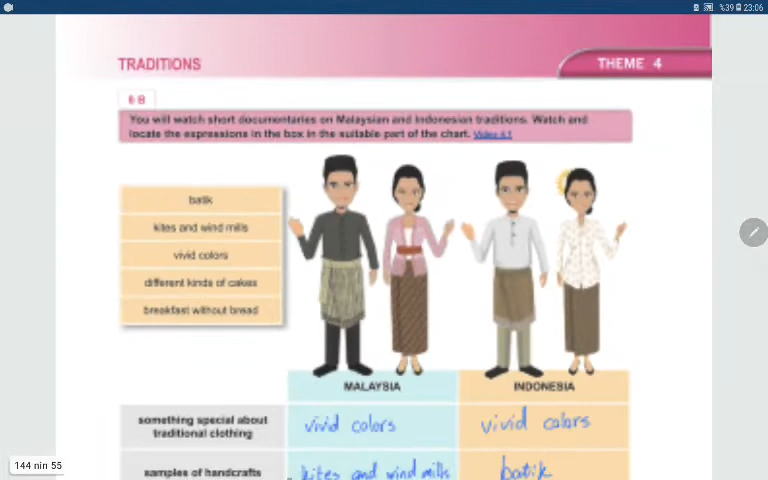 %39 23:06
TRADITIONS
THEME 4
6 B
You will watch short documentaries on Malaysian and Indonesian traditions. Watch and
locate the expressions in the box in the suitable part of the chart. Video 4.1
batik
kites and wind mills
vivid colors
different kinds of cakes
breakfast without bread
MALAYSIA
INDONESIA
something special about
traditional clothing
vivid colors
vivid colors
samples of handcrafts
kites and wind mills
batik
144 nin 55